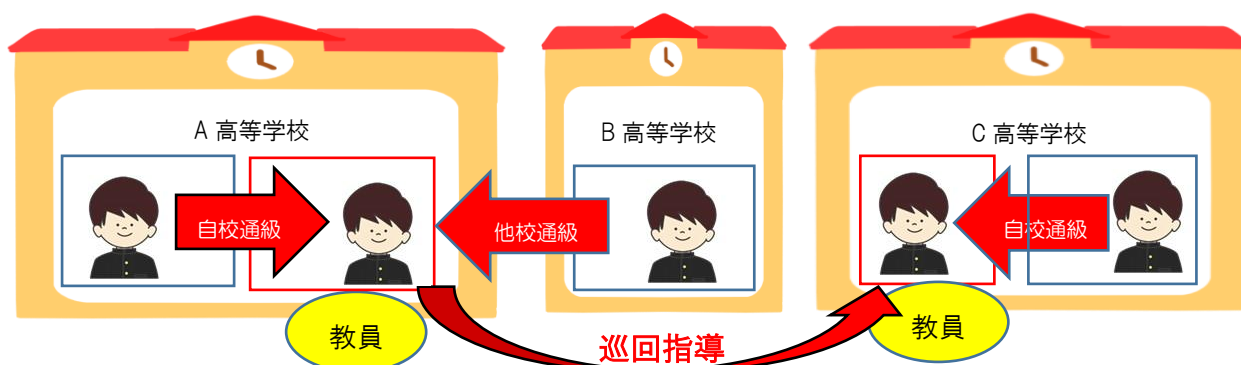 A 高等学校
B 高等学校
C 高等学校
自校通級
他校通級
自校通級
教員
巡回指導
教員